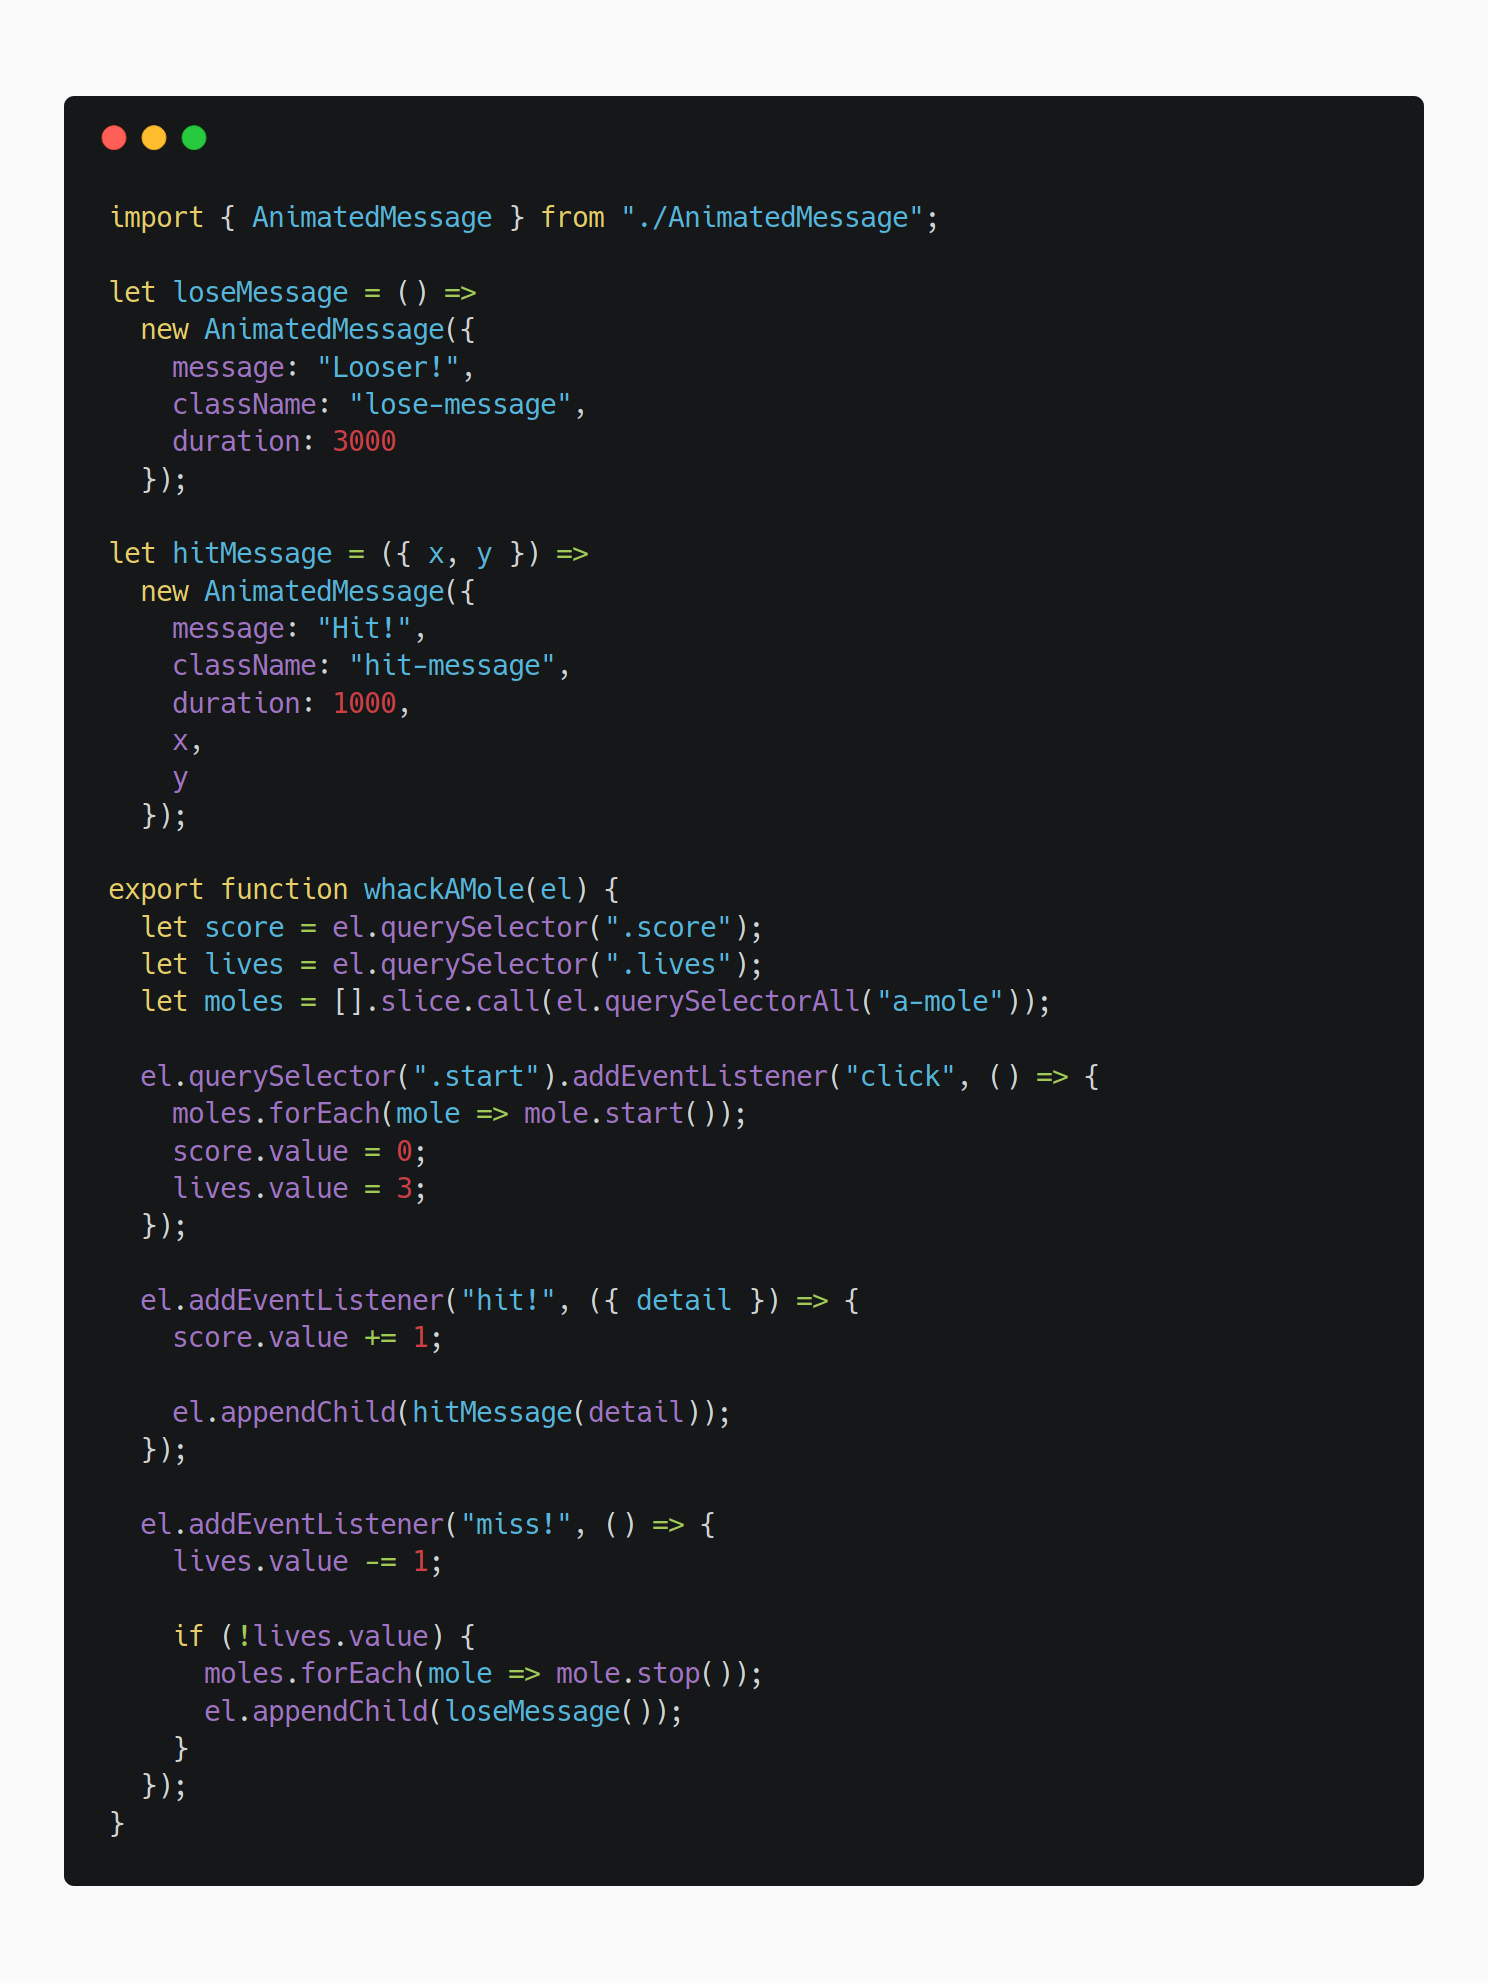 import { AnimatedMessage } from "./AnimatedMessage";

let loseMessage = () =>
  new AnimatedMessage({
    message: "Looser!",
    className: "lose-message",
    duration: 3000
  });

let hitMessage = ({ x, y }) =>
  new AnimatedMessage({
    message: "Hit!",
    className: "hit-message",
    duration: 1000,
    x,
    y
  });

export function whackAMole(el) {
  let score = el.querySelector(".score");
  let lives = el.querySelector(".lives");
  let moles = [].slice.call(el.querySelectorAll("a-mole"));

  el.querySelector(".start").addEventListener("click", () => {
    moles.forEach(mole => mole.start());
    score.value = 0;
    lives.value = 3;
  });

  el.addEventListener("hit!", ({ detail }) => {
    score.value += 1;

    el.appendChild(hitMessage(detail));
  });

  el.addEventListener("miss!", () => {
    lives.value -= 1;

    if (!lives.value) {
      moles.forEach(mole => mole.stop());
      el.appendChild(loseMessage());
    }
  });
}